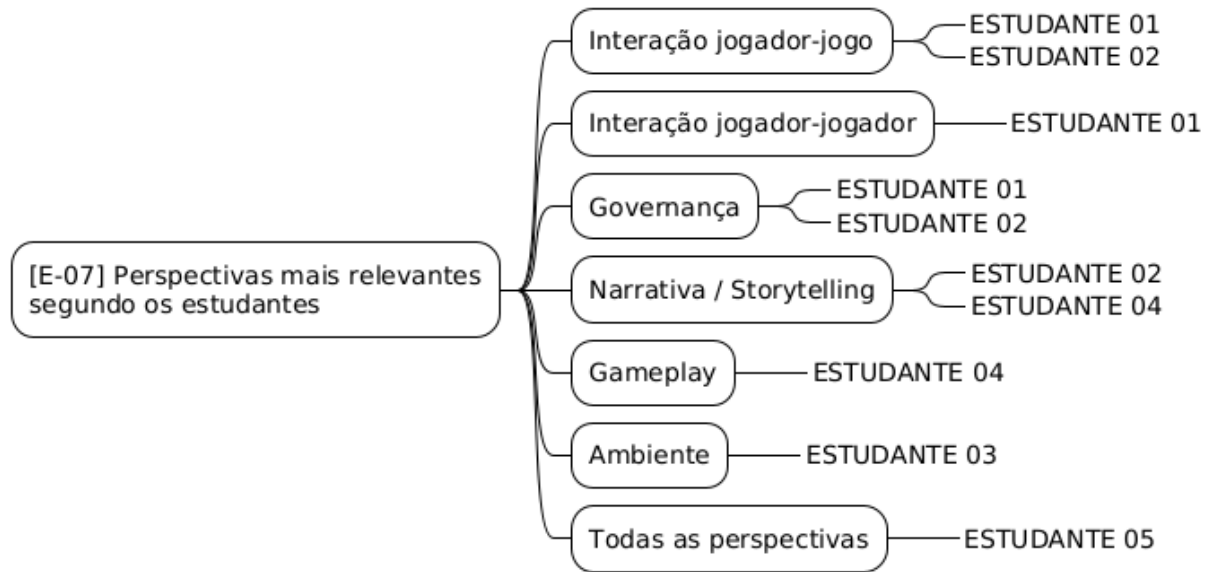 Interação jogador-jogo
ESTUDANTE 01
ESTUDANTE 02
Interação jogador-jogador
ESTUDANTE 01
Governança
ESTUDANTE 01
ESTUDANTE 02
[E-07] Perspectivas mais relevantes
segundo os estudantes
Narrativa / Storytelling
ESTUDANTE 02
ESTUDANTE 04
Gameplay
ESTUDANTE 04
Ambiente
ESTUDANTE 03
Todas as perspectivas
ESTUDANTE 05